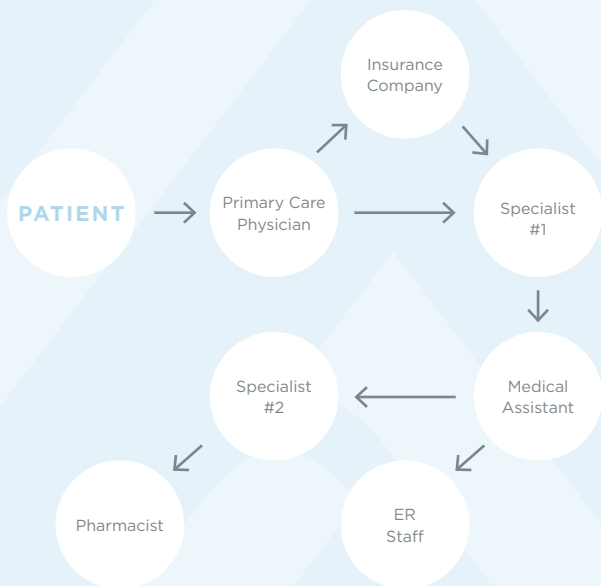 Insurance
Company
PATIENT
Primary Care
Physician
Specialist
#1
Specialist
#2
Medical
Assistant
Pharmacist
ER
Staff